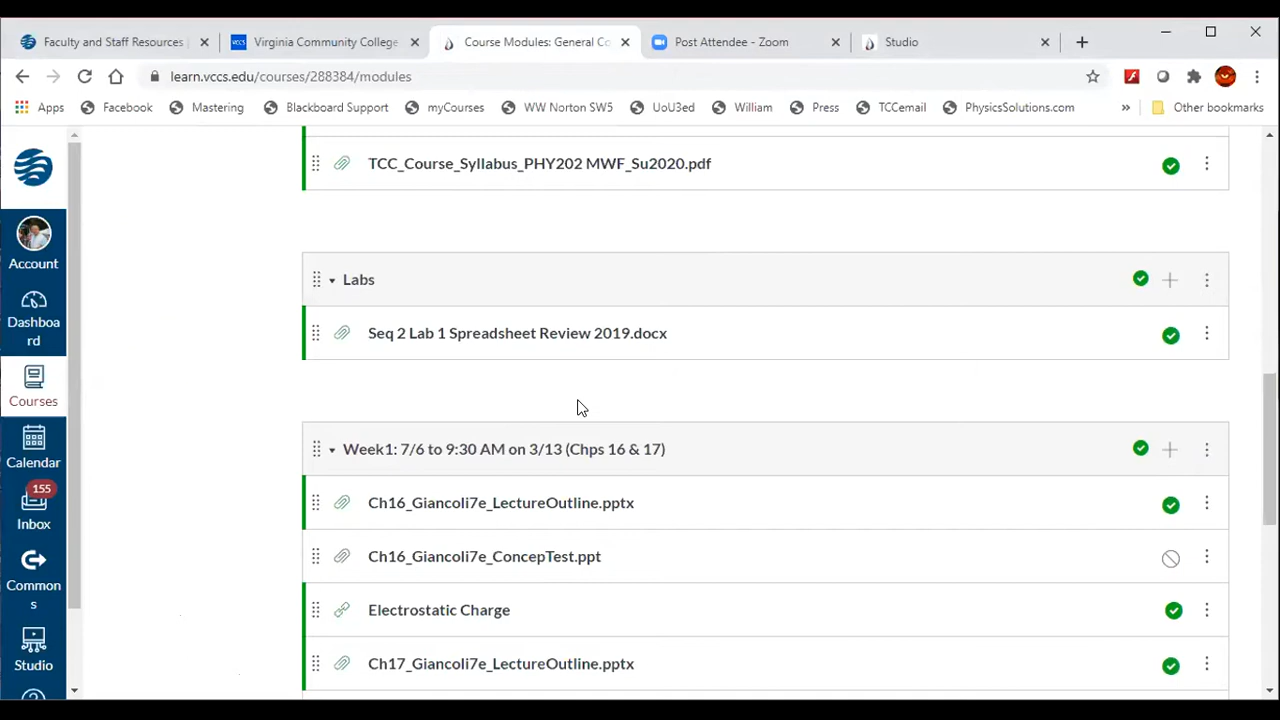 Faculty and Staff Resources
Virginia Community College
Course Modules: General Co
Post Attendee - Zoom
Studio
learn.vccs.edu/courses/288384/modules
Apps
Facebook
Mastering
Blackboard Support
myCourses
WW Norton SW5
UoU3ed
William
Press
TCCemail
PhysicsSolutions.com
Other bookmarks
TCC_Course_Syllabus_PHY202 MWF_Su2020.pdf
Account
Labs
Dashboa
rd
Seq 2 Lab 1 Spreadsheet Review 2019.docx
Courses
Week1: 7/6 to 9:30 AM on 3/13 (Chps 16 & 17)
Calendar
155
Inbox
Ch16_Giancoli7e_LectureOutline.pptx
Ch16_Giancoli7e_ConcepTest.ppt
Common
s
Electrostatic Charge
Studio
Ch17_Giancoli7e_LectureOutline.pptx